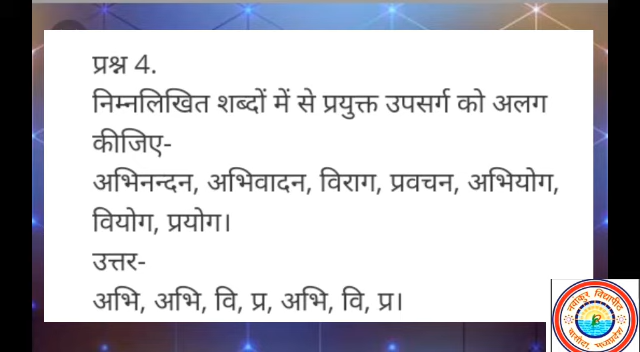 प्रश्न 4.
निम्नलिखित शब्दों में से प्रयुक्त उपसर्ग को अलग
कीजिए-
अभिनन्दन, अभिवादन, विराग, प्रवचन, अभियोग,
वियोग, प्रयोग।
उत्तर-
अभि, अभि, वि, प्र, अभि, वि, प्र।
नवांकुर विद्यापीठ